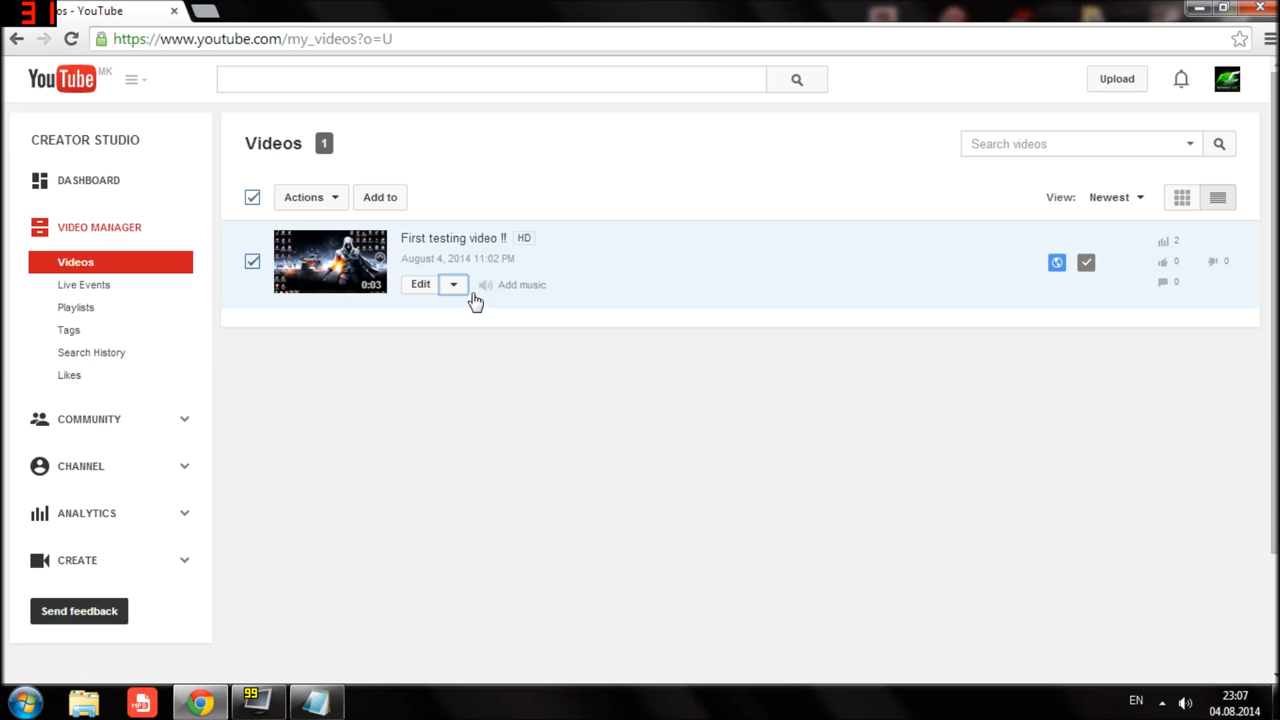 31
os - YouTube
https://www.youtube.com/my_videos?o=U
YouTube MK
Upload
CREATOR STUDIO
DASHBOARD
VIDEO MANAGER
Videos
Live Events
Playlists
Tags
Search History
Likes
COMMUNITY
CHANNEL
ANALYTICS
CREATE
Send feedback
Videos 1
Search videos
Actions Add to
View: Newest
First testing video !! HD
August 4, 2014 11:02 PM
Edit Add music
0:03
2
0 0
0
99
MP3
EN
23:07
04.08.2014